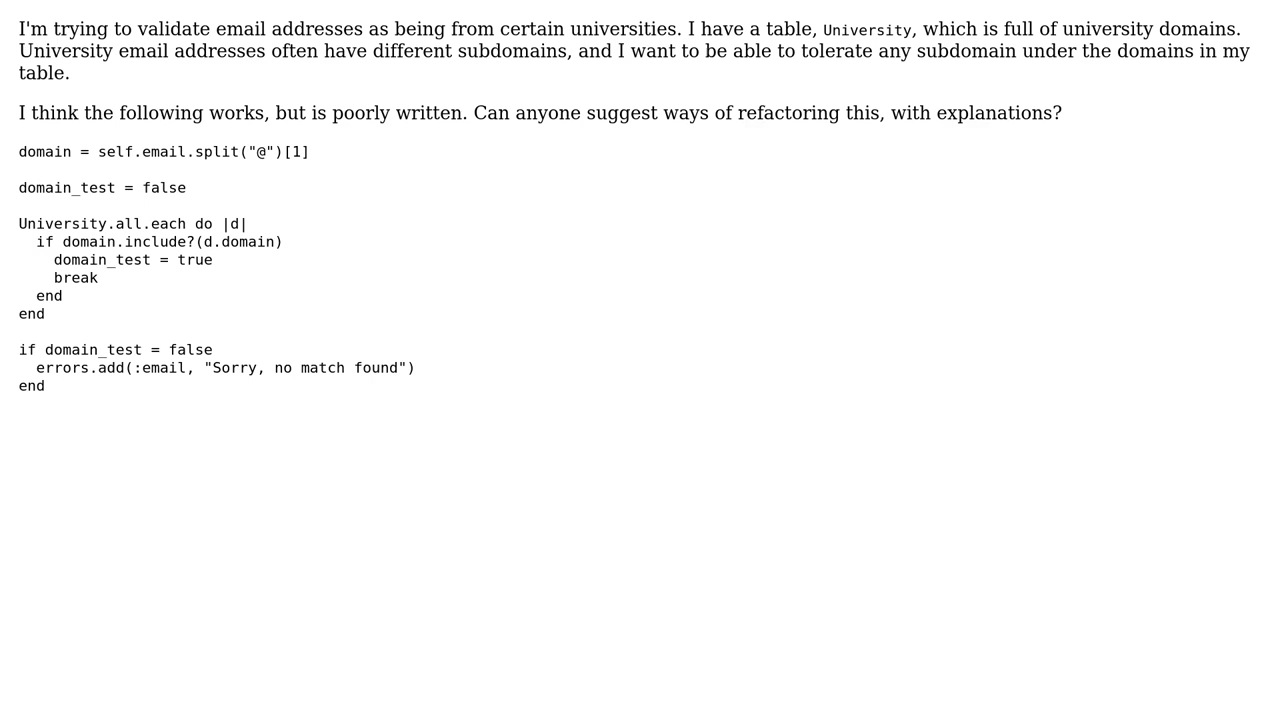 I'm trying to validate email addresses as being from certain universities. I have a table, University, which is full of university domains.
University email addresses often have different subdomains, and I want to be able to tolerate any subdomain under the domains in my
table.
I think the following works, but is poorly written. Can anyone suggest ways of refactoring this, with explanations?
domain = self.email.split("@")[1]
domain_test = false
University.all.each do |d|
  if domain.include?(d.domain)
    domain_test = true
    break
  end
end
if domain_test = false
  errors.add(:email, "Sorry, no match found")
end